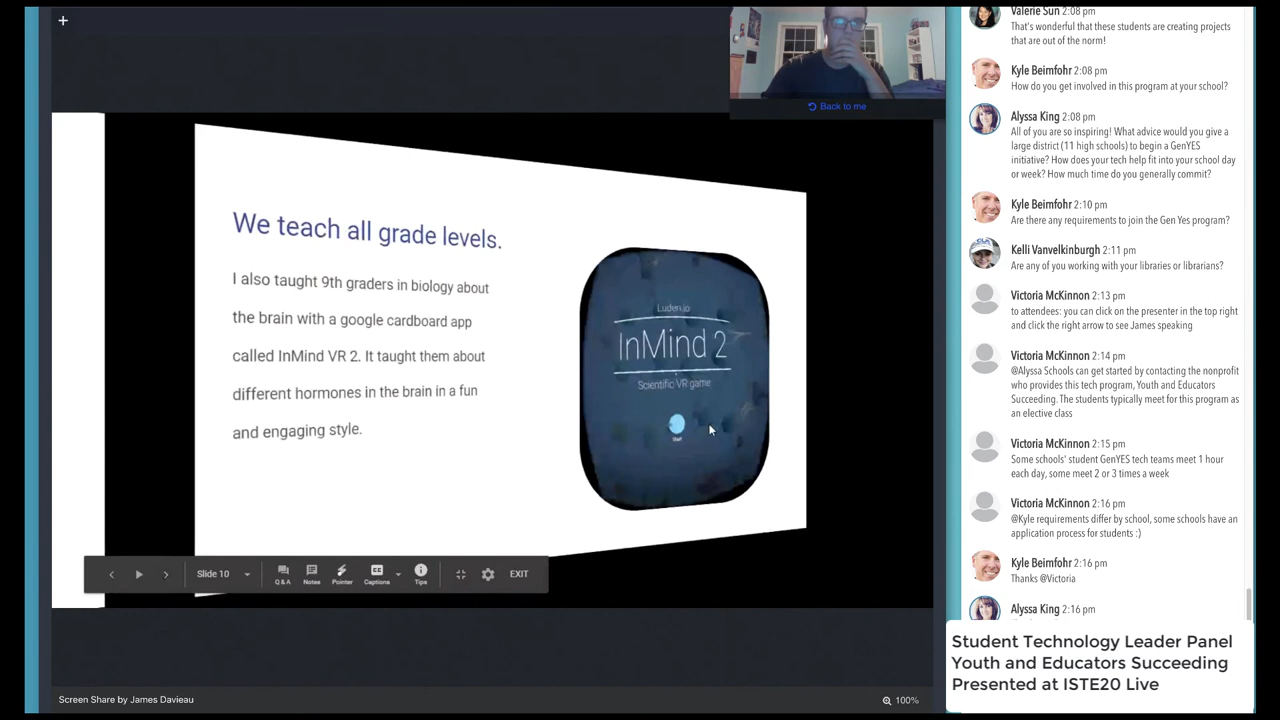 Back to me
We teach all grade levels.
I also taught 9th graders in biology about
the brain with a google cardboard app
called InMind VR 2. It taught them about
different hormones in the brain in a fun
and engaging style.
Luden.io
InMind 2
Scientific VR game
Start
Slide 10
Q & A
Notes
Pointer
Captions
Tips
EXIT
Screen Share by James Davieau
100%
Valerie Sun 2:08 pm
That's wonderful that these students are creating projects
that are out of the norm!
Kyle Beimfohr 2:08 pm
How do you get involved in this program at your school?
Alyssa King 2:08 pm
All of you are so inspiring! What advice would you give a
large district (11 high schools) to begin a GenYES
initiative? How does your tech help fit into your school day
or week? How much time do you generally commit?
Kyle Beimfohr 2:10 pm
Are there any requirements to join the Gen Yes program?
Kelli Vanvelkinburgh 2:11 pm
Are any of you working with your libraries or librarians?
Victoria McKinnon 2:13 pm
to attendees: you can click on the presenter in the top right
and click the right arrow to see James speaking
Victoria McKinnon 2:14 pm
@Alyssa Schools can get started by contacting the nonprofit
who provides this tech program, Youth and Educators
Succeeding. The students typically meet for this program as
an elective class
Victoria McKinnon 2:15 pm
Some schools' student GenYES tech teams meet 1 hour
each day, some meet 2 or 3 times a week
Victoria McKinnon 2:16 pm
@Kyle requirements differ by school, some schools have an
application process for students :)
Kyle Beimfohr 2:16 pm
Thanks @Victoria
Alyssa King 2:16 pm
Student Technology Leader Panel
Youth and Educators Succeeding
Presented at ISTE20 Live